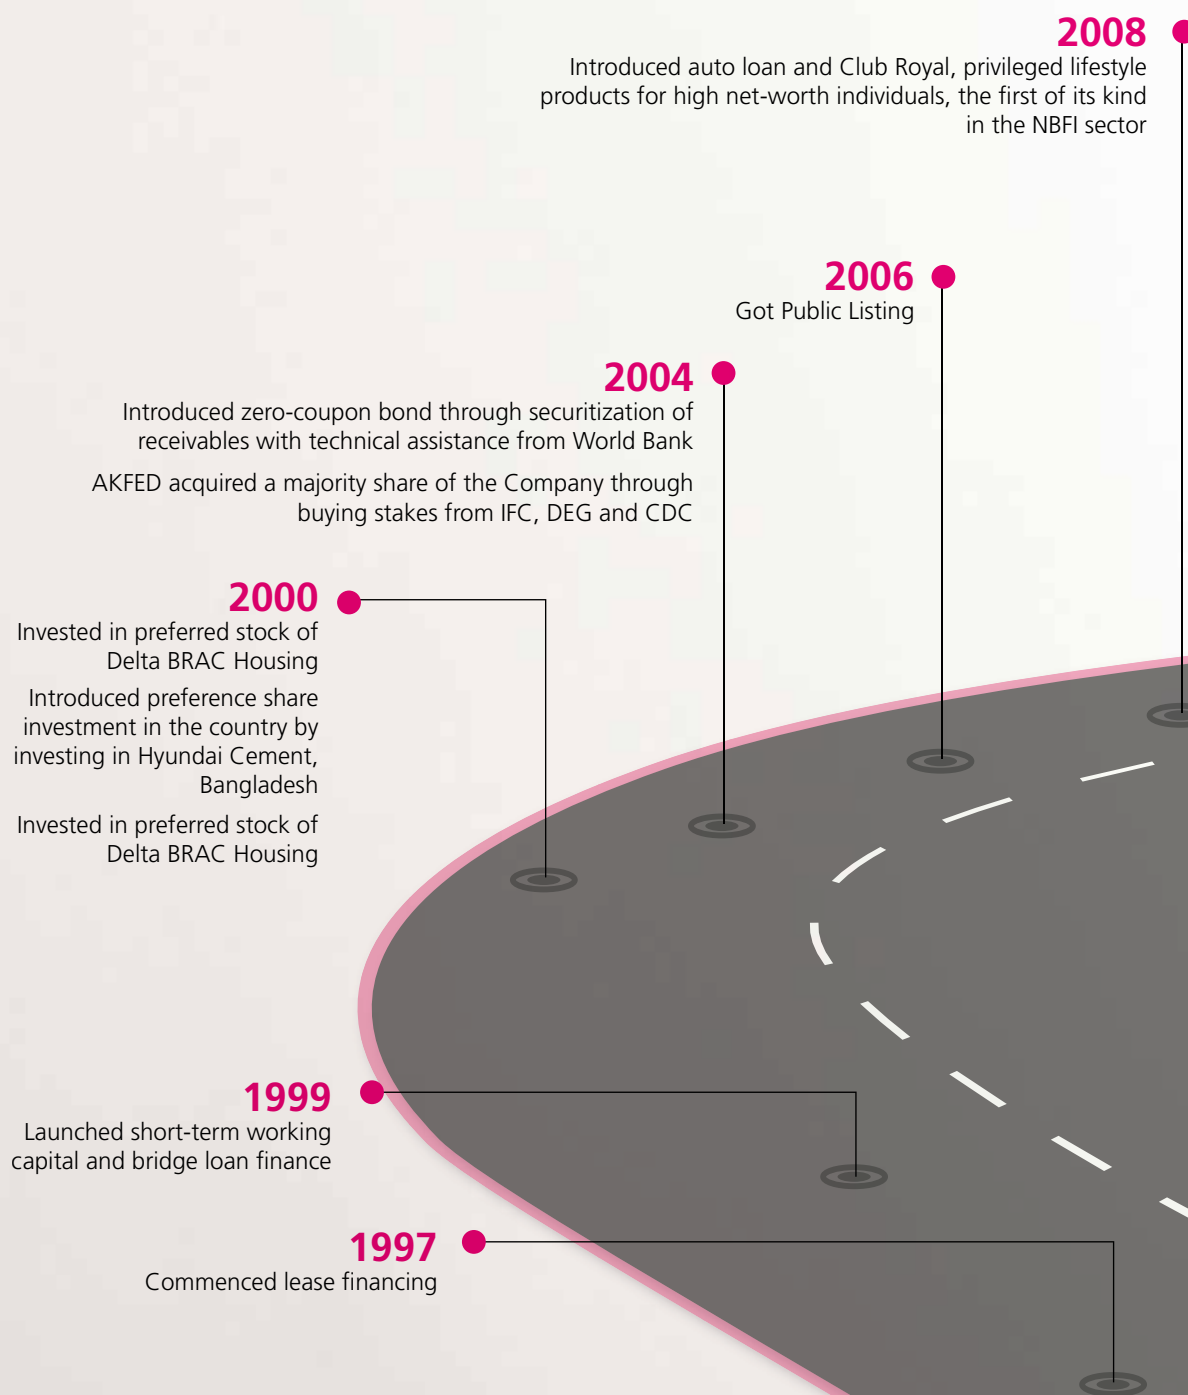 2008
Introduced auto loan and Club Royal, privileged lifestyle
products for high net-worth individuals, the first of its kind
in the NBFI sector
2006
Got Public Listing
2004
Introduced zero-coupon bond through securitization of
receivables with technical assistance from World Bank
AKFED acquired a majority share of the Company through
buying stakes from IFC, DEG and CDC
2000
Invested in preferred stock of
Delta BRAC Housing
Introduced preference share
investment in the country by
investing in Hyundai Cement,
Bangladesh
Invested in preferred stock of
Delta BRAC Housing
1999
Launched short-term working
capital and bridge loan finance
1997
Commenced lease financing